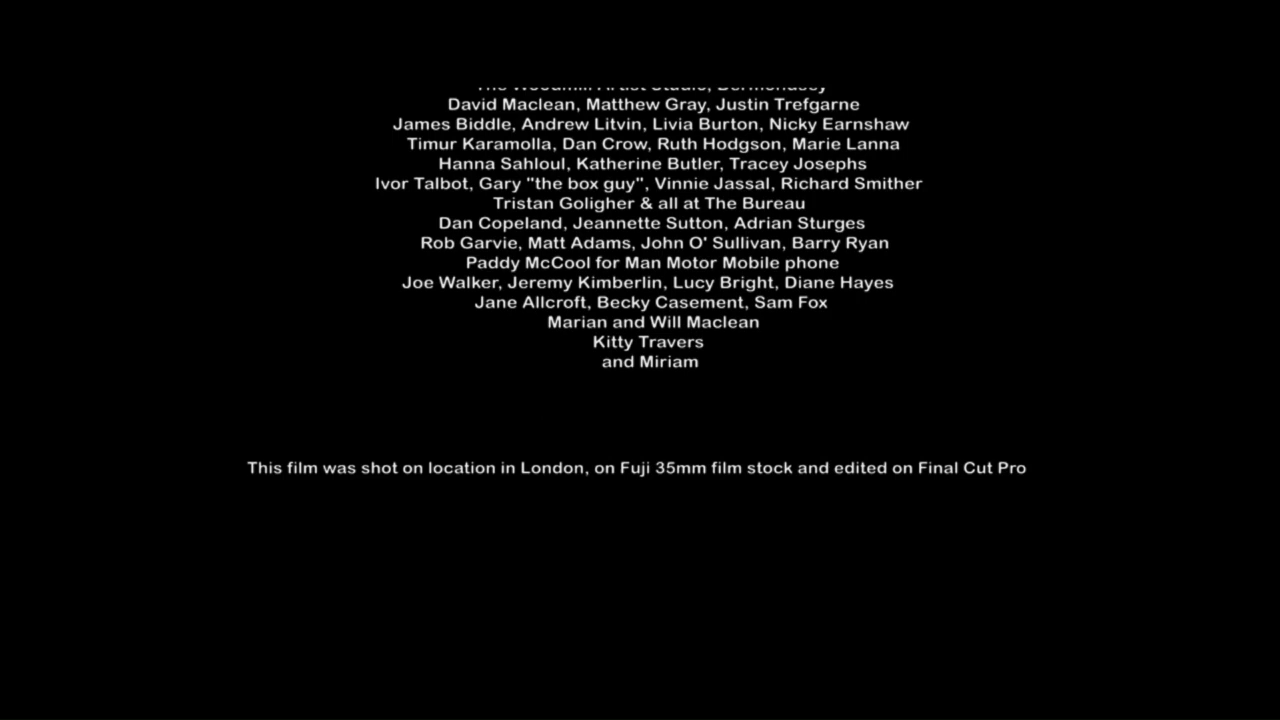 The Woodmill Artist Studio, Bermondsey
David Maclean, Matthew Gray, Justin Trefgarne
James Biddle, Andrew Litvin, Livia Burton, Nicky Earnshaw
Timur Karamolla, Dan Crow, Ruth Hodgson, Marie Lanna
Hanna Sahloul, Katherine Butler, Tracey Josephs
Ivor Talbot, Gary "the box guy", Vinnie Jassal, Richard Smither
Tristan Goligher & all at The Bureau
Dan Copeland, Jeannette Sutton, Adrian Sturges
Rob Garvie, Matt Adams, John O' Sullivan, Barry Ryan
Paddy McCool for Man Motor Mobile phone
Joe Walker, Jeremy Kimberlin, Lucy Bright, Diane Hayes
Jane Allcroft, Becky Casement, Sam Fox
Marian and Will Maclean
Kitty Travers
and Miriam
This film was shot on location in London, on Fuji 35mm film stock and edited on Final Cut Pro